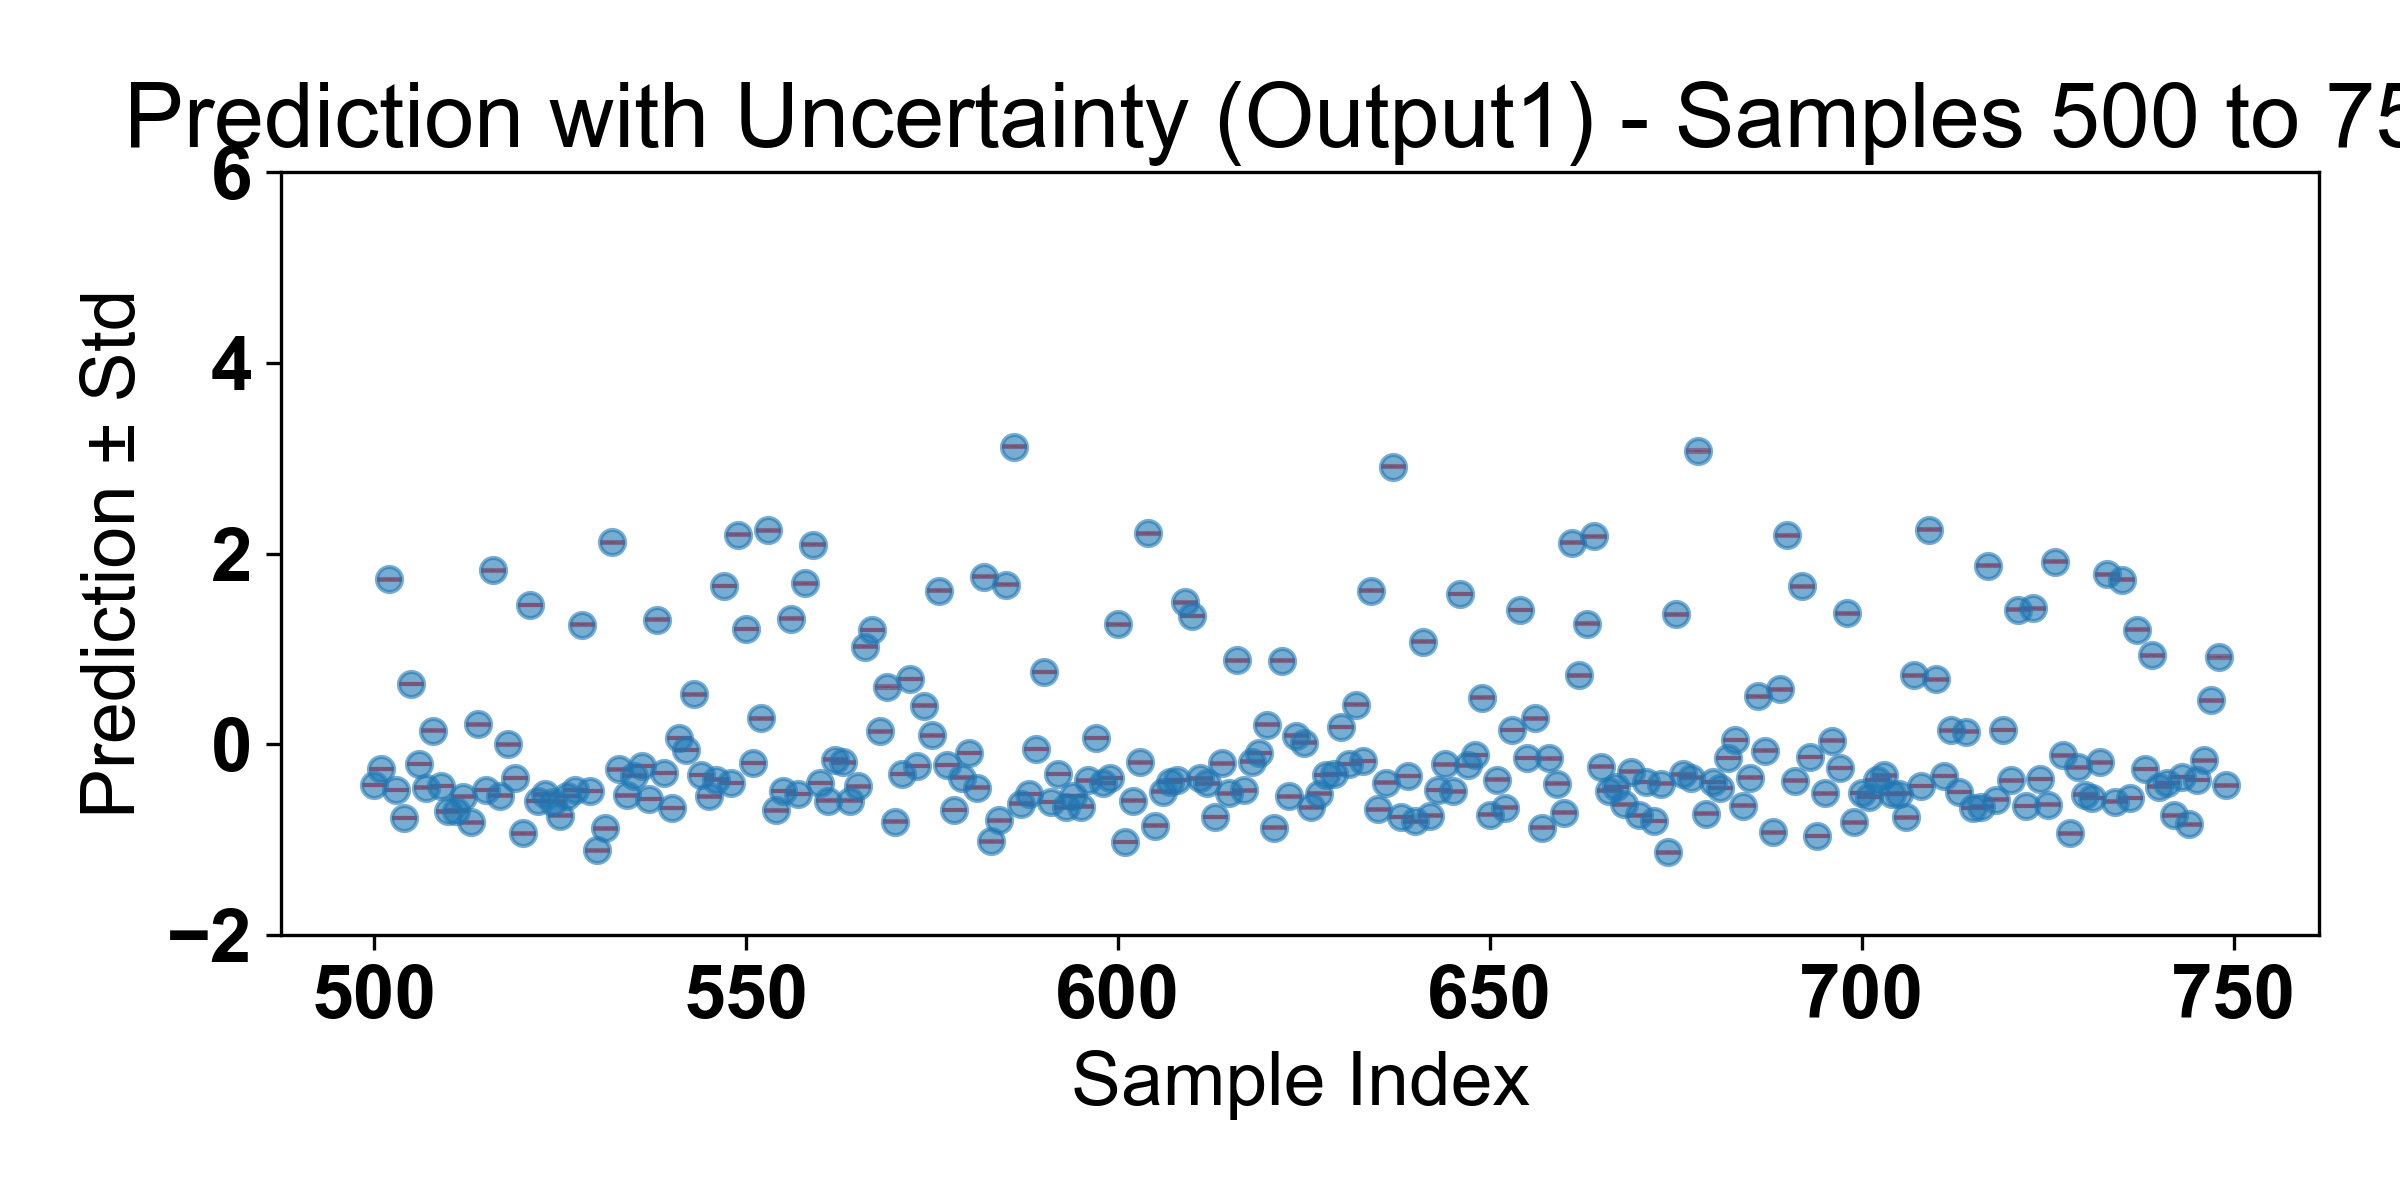 Prediction with Uncertainty (Output1) - Samples 500 to 75
6
4
2
0
−2
Prediction ± Std
500 550 600 650 700 750
Sample Index